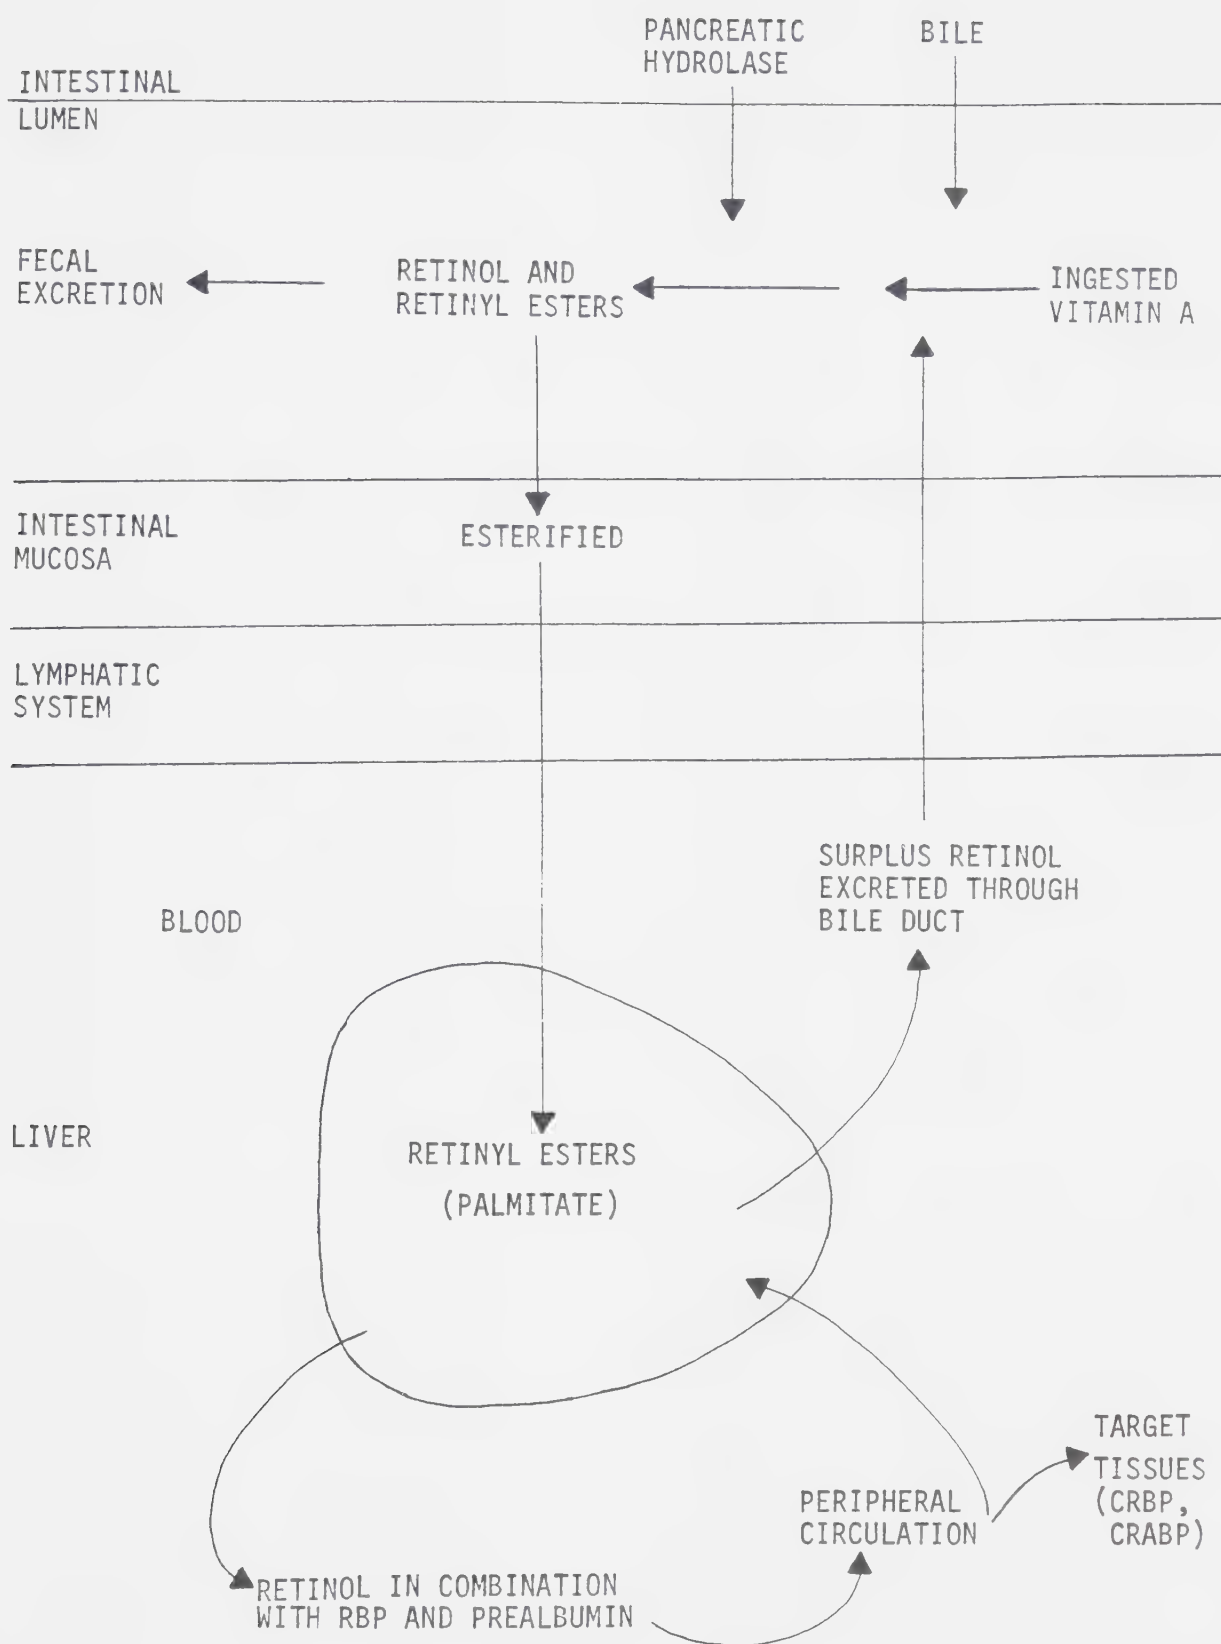 PANCREATIC
HYDROLASE
BILE
INTESTINAL
LUMEN
FECAL
EXCRETION
RETINOL AND
RETINYL ESTERS
INGESTED
VITAMIN A
INTESTINAL
MUCOSA
ESTERIFIED
LYMPHATIC
SYSTEM
SURPLUS RETINOL
EXCRETED THROUGH
BILE DUCT
BLOOD
LIVER
RETINYL ESTERS
(PALMITATE)
TARGET
TISSUES
(CRBP,
CRABP)
PERIPHERAL
CIRCULATION
RETINOL IN COMBINATION
WITH RBP AND PREALBUMIN